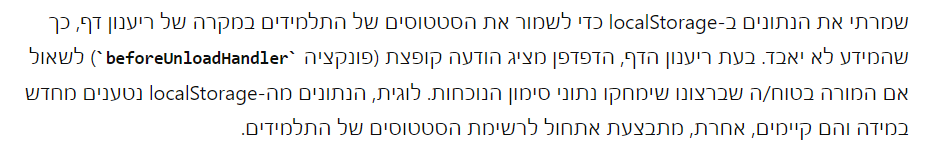 שמרתי את הנתונים ב-localStorage כדי לשמור את הסטטוסים של התלמידים במקרה של ריענון דף, כך
שהמידע לא יאבד. בעת ריענון הדף, הדפדפן מציג הודעה קופצת (פונקציה `beforeUnloadHandler`) לשאול
אם המורה בטוח/ה שברצונו שימחקו נתוני סימון הנוכחות. לוגית, הנתונים מה-localStorage נטענים מחדש
במידה והם קיימים, אחרת, מתבצעת אתחול לרשימת הסטטוסים של התלמידים.